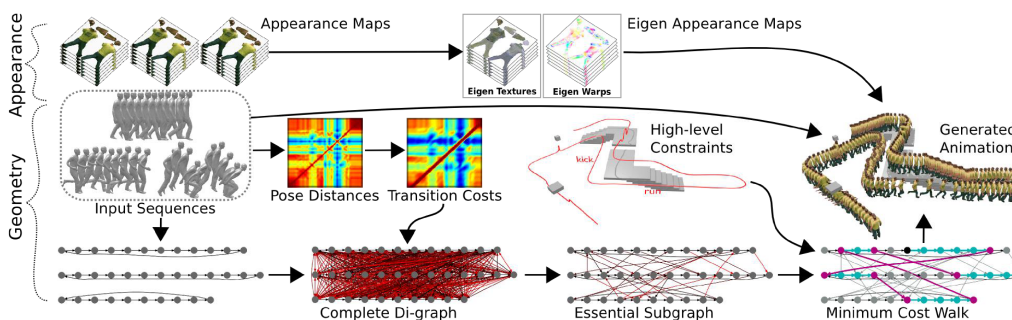 Appearance
Appearance Maps
Eigen Appearance Maps
Eigen Textures
Eigen Warps
Geometry
Input Sequences
Pose Distances
Transition Costs
High-level
Constraints
kick
run
Generated
Animation
Complete Di-graph
Essential Subgraph
Minimum Cost Walk